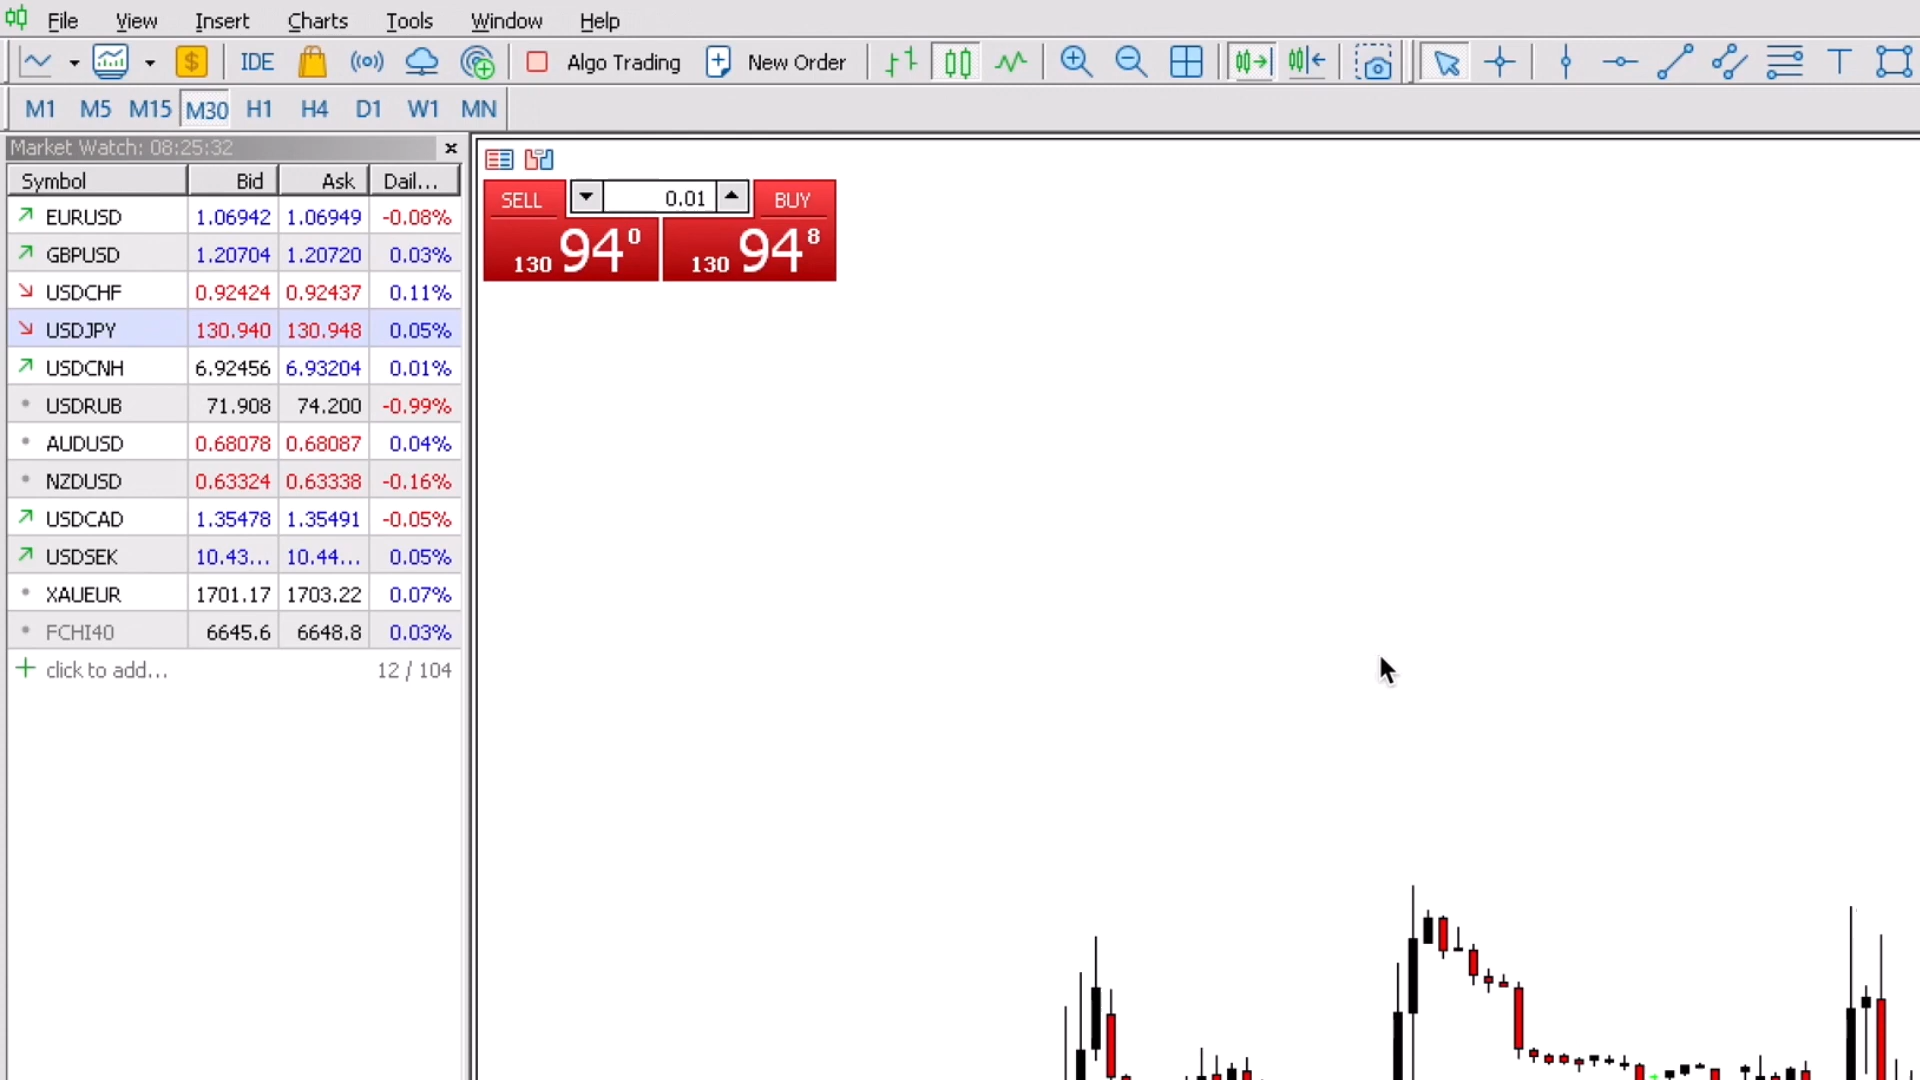 File View Insert Charts Tools Window Help
IDE Algo Trading New Order
M1 M5 M15 M30 H1 H4 D1 W1 MN
Market Watch: 08:25:32
Symbol Bid Ask Dail...
EURUSD 1.06942 1.06949 -0.08%
GBPUSD 1.20704 1.20720 0.03%
USDCHF 0.92424 0.92437 0.11%
USDJPY 130.940 130.948 0.05%
USDCNH 6.92456 6.93204 0.01%
USDRUB 71.908 74.200 -0.99%
AUDUSD 0.68078 0.68087 0.04%
NZDUSD 0.63324 0.63338 -0.16%
USDCAD 1.35478 1.35491 -0.05%
USDSEK 10.43... 10.44... 0.05%
XAUEUR 1701.17 1703.22 0.07%
FCHI40 6645.6 6648.8 0.03%
click to add... 12 / 104
SELL 0.01 BUY
130 94 0 130 94 8